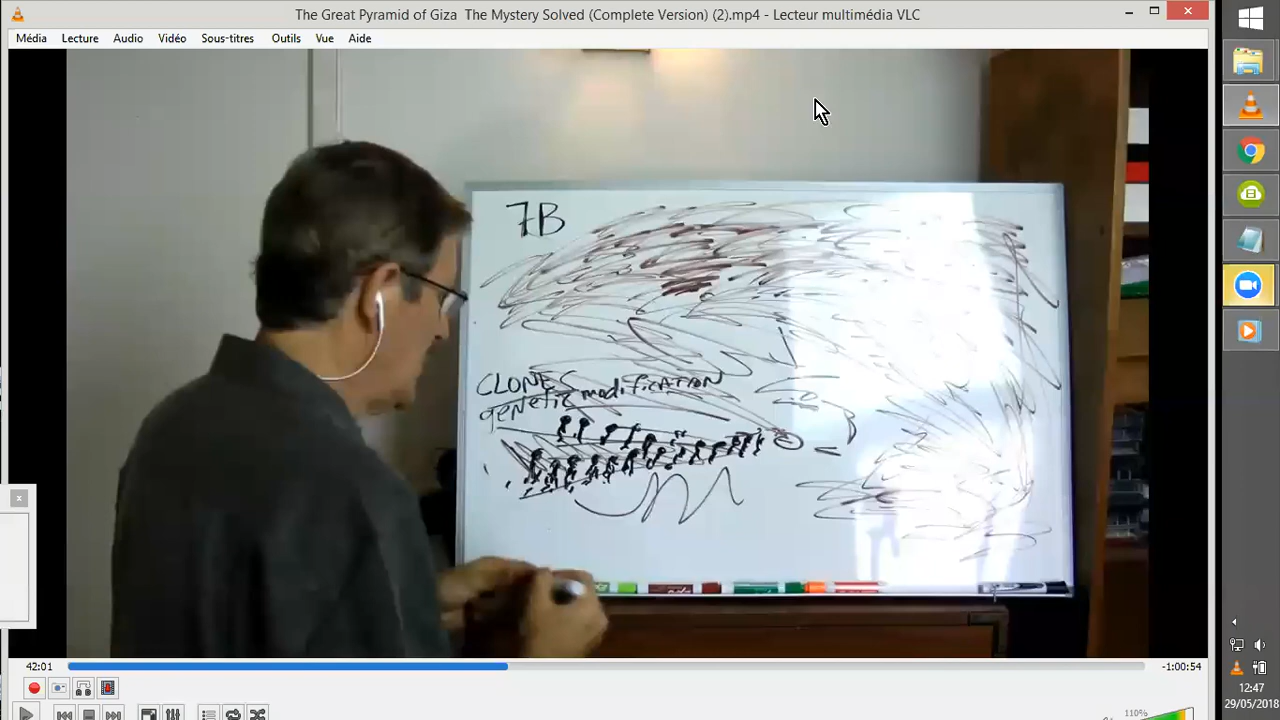 The Great Pyramid of Giza  The Mystery Solved (Complete Version) (2).mp4 - Lecteur multimédia VLC
Média Lecture Audio Vidéo Sous-titres Outils Vue Aide
7B
CLONES
genetic modification
x
42:01
-1:00:54
110%
12:47
29/05/2018